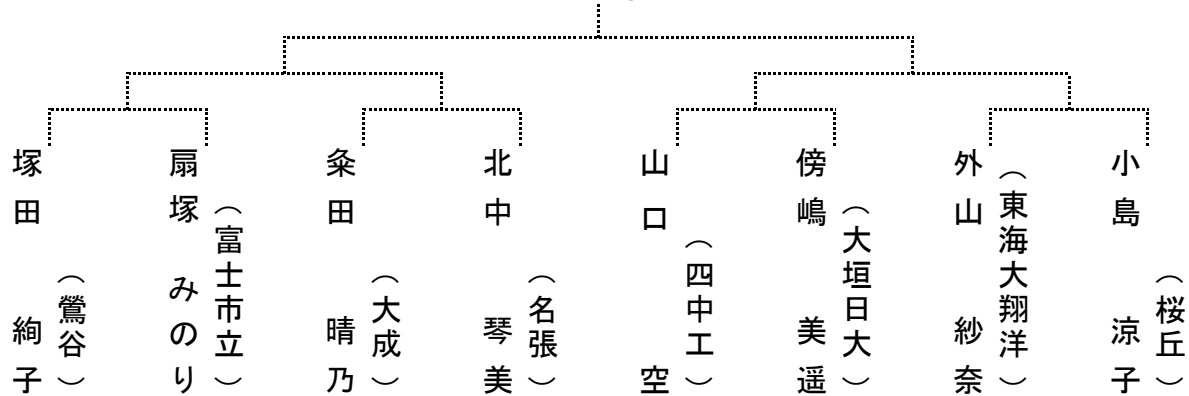 塚田 絢子
（鶯谷）
扇塚 みのり
（富士市立）
粂田 晴乃
（大成）
北中 琴美
（名張）
山口 空
（四中工）
傍嶋 美遥
（大垣日大）
外山 紗奈
（東海大翔洋）
小島 涼子
（桜丘）